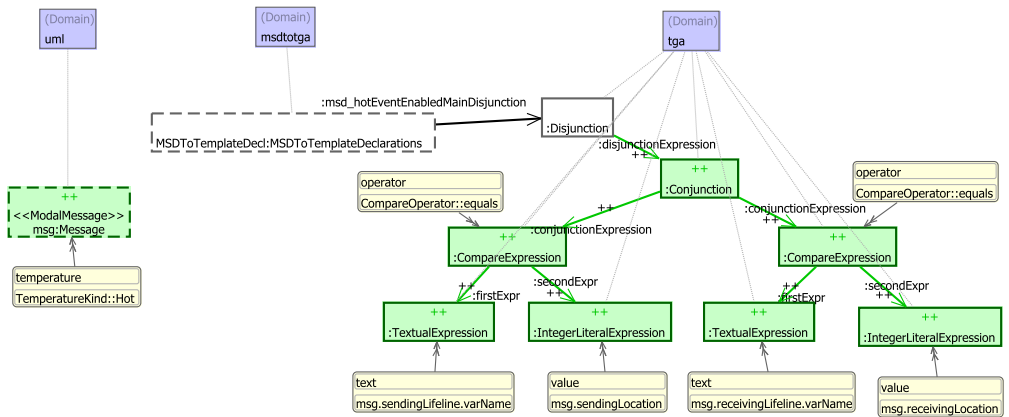 (Domain)
uml
(Domain)
msdtotga
(Domain)
tga
:msd_hotEventEnabledMainDisjunction
MSDToTemplateDecl:MSDToTemplateDeclarations
:Disjunction
:disjunctionExpression
++
++
:Conjunction
operator
CompareOperator::equals
operator
CompareOperator::equals
++
<<ModalMessage>>
msg:Message
++
:conjunctionExpression
:conjunctionExpression
++
++
:CompareExpression
++
:CompareExpression
temperature
TemperatureKind::Hot
++
:firstExpr
:secondExpr
++
++
:firstExpr
:secondExpr
++
++
:TextualExpression
++
:IntegerLiteralExpression
++
:TextualExpression
++
:IntegerLiteralExpression
text
msg.sendingLifeline.varName
value
msg.sendingLocation
text
msg.receivingLifeline.varName
value
msg.receivingLocation